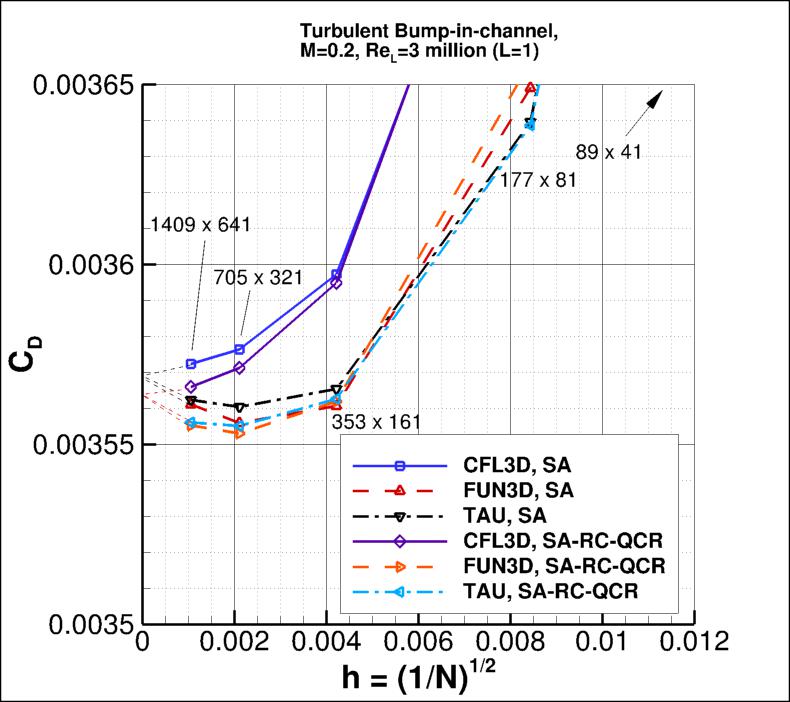 Turbulent Bump-in-channel,
M=0.2, Re_L=3 million (L=1)
0.00365
89 x 41
177 x 81
1409 x 641
0.0036
705 x 321
C_D
353 x 161
0.00355
CFL3D, SA
FUN3D, SA
TAU, SA
CFL3D, SA-RC-QCR
FUN3D, SA-RC-QCR
TAU, SA-RC-QCR
0.0035
0 0.002 0.004 0.006 0.008 0.01 0.012
h = (1/N)^1/2